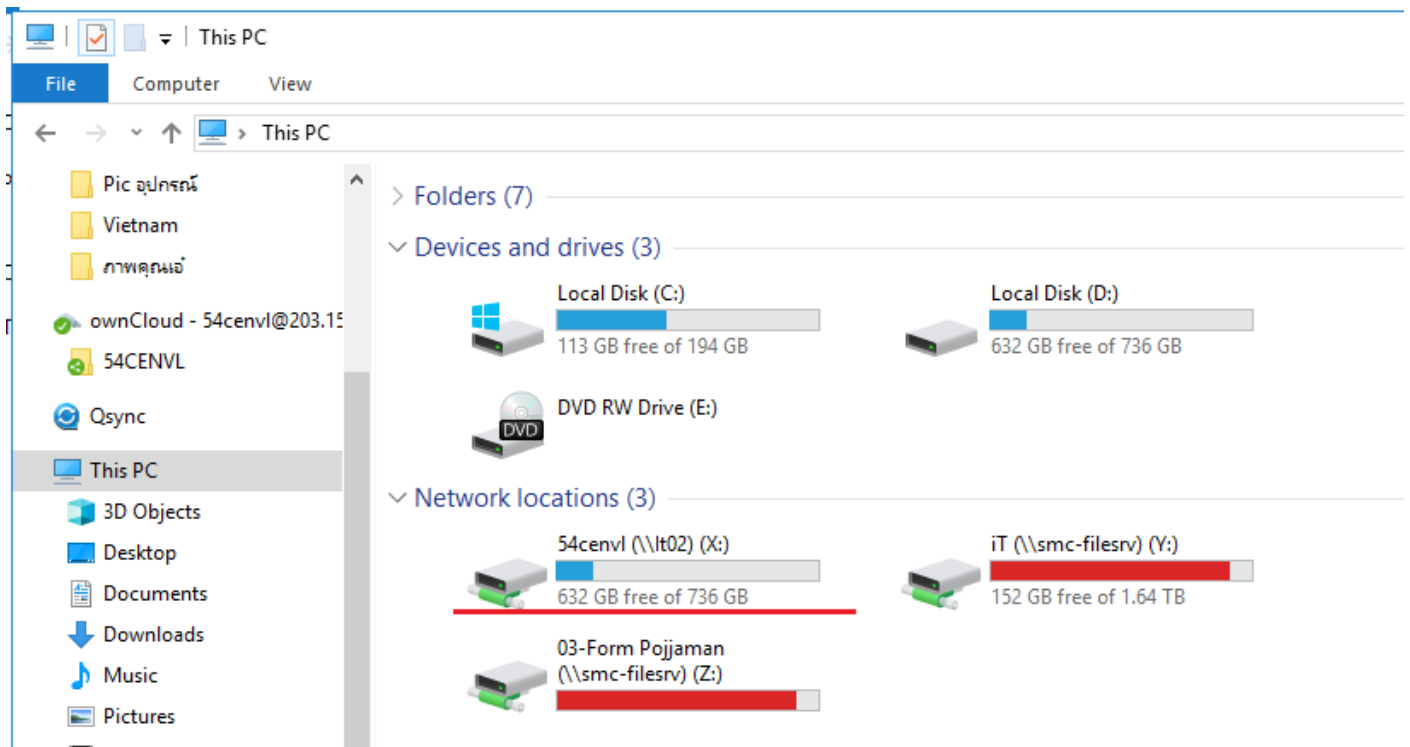 This PC
File Computer View
This PC
Pic อุปกรณ์
Vietnam
ภาพคุณเอ๋
ownCloud - 54cenvl@203.15
54CENVL
Qsync
This PC
3D Objects
Desktop
Documents
Downloads
Music
Pictures
Folders (7)
Devices and drives (3)
Local Disk (C:)
113 GB free of 194 GB
Local Disk (D:)
632 GB free of 736 GB
DVD
DVD RW Drive (E:)
Network locations (3)
54cenvl (\\lt02) (X:)
632 GB free of 736 GB
iT (\\smc-filesrv) (Y:)
152 GB free of 1.64 TB
03-Form Pojjaman
(\\smc-filesrv) (Z:)